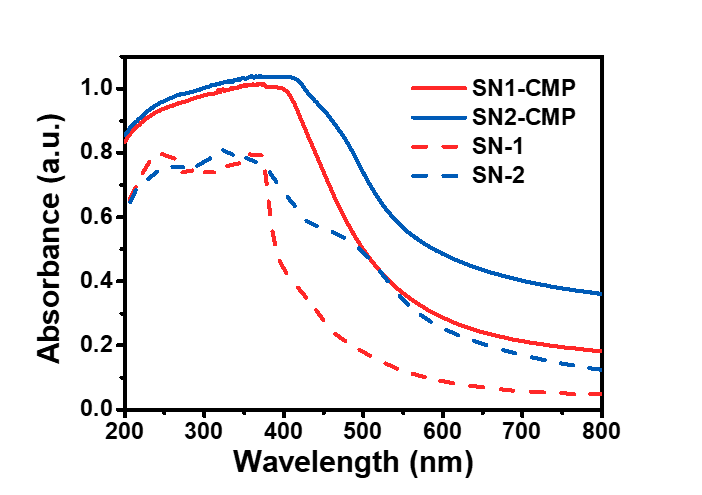 SN1-CMP
SN2-CMP
SN-1
SN-2
1.0
0.8
0.6
0.4
0.2
0.0
200 300 400 500 600 700 800
Absorbance (a.u.)
Wavelength (nm)